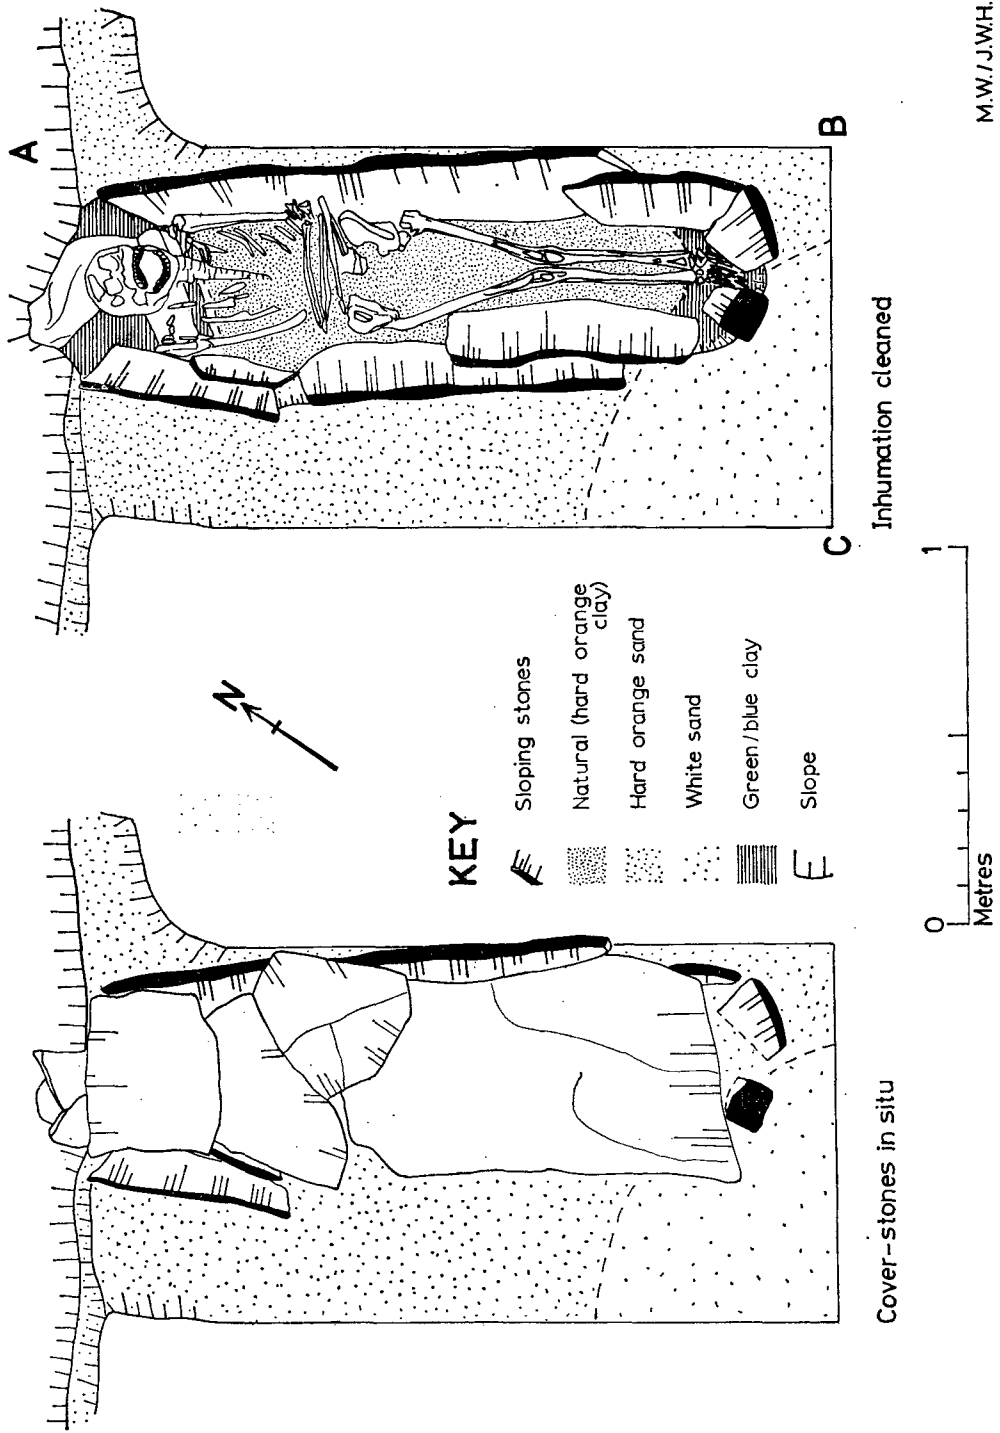 A
B
C
N
KEY
Sloping stones
Natural (hard orange
clay)
Hard orange sand
White sand
Green/blue clay
Slope
0
1
Metres
Cover-stones in situ
Inhumation cleaned
M.W./J.W.H.